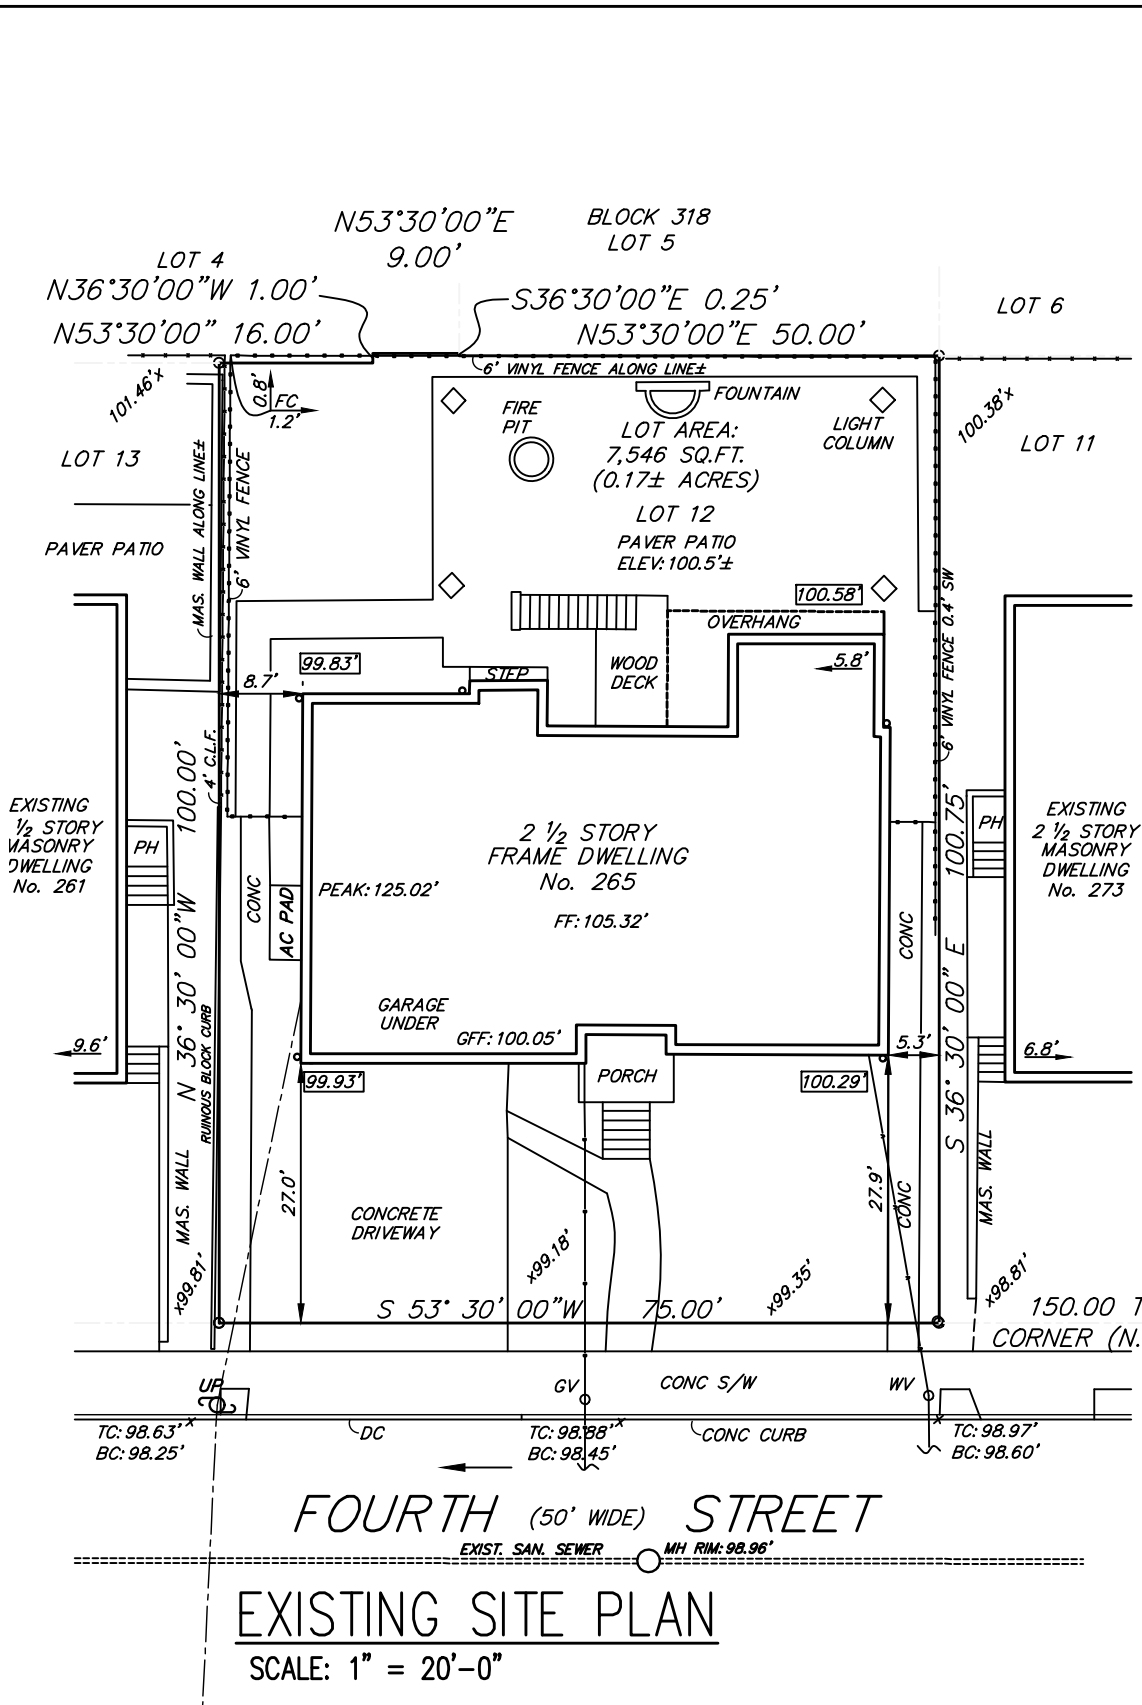 N53°30'00"E
9.00'
BLOCK 318
LOT 5
LOT 4
N36°30'00"W 1.00'
S36°30'00"E 0.25'
LOT 6
N53°30'00" 16.00'
N53°30'00"E 50.00'
6' VINYL FENCE ALONG LINE±
101.46'x
0.8'
FC
1.2'
FIRE
PIT
FOUNTAIN
LIGHT
COLUMN
100.38'x
LOT AREA:
7,546 SQ.FT.
(0.17± ACRES)
LOT 13
LOT 11
MAS. WALL ALONG LINE±
6' VINYL FENCE
LOT 12
PAVER PATIO
PAVER PATIO
ELEV: 100.5'±
100.58'
OVERHANG
6' VINYL FENCE 0.4' SW
99.83'
STEP
WOOD
DECK
5.8'
8.7'
4' C.L.F.
N 36° 30' 00"W 100.00'
S 36° 30' 00" E 100.75'
EXISTING
½ STORY
MASONRY
DWELLING
No. 261
PH
2 ½ STORY
FRAME DWELLING
No. 265
PEAK: 125.02'
FF: 105.32'
PH
EXISTING
2 ½ STORY
MASONRY
DWELLING
No. 273
CONC
AC PAD
CONC
GARAGE
UNDER
GFF: 100.05'
RUINOUS BLOCK CURB
9.6'
5.3'
6.8'
99.93'
PORCH
100.29'
MAS. WALL
27.0'
CONCRETE
DRIVEWAY
27.9'
CONC
MAS. WALL
x99.81'
x99.18'
x99.35'
x98.81'
S 53° 30' 00"W 75.00'
150.00 T
CORNER (N.
UP
GV
CONC S/W
WV
TC: 98.63'
x
BC: 98.25'
DC
TC: 98.88'
x
BC: 98.45'
CONC CURB
x
TC: 98.97'
BC: 98.60'
FOURTH (50' WIDE) STREET
EXIST. SAN. SEWER
MH RIM: 98.96'
EXISTING SITE PLAN
SCALE: 1" = 20'-0"